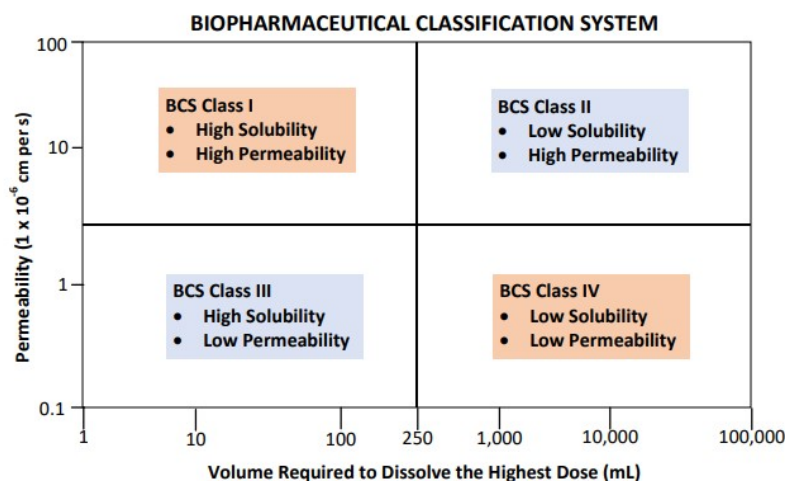 BIOPHARMACEUTICAL CLASSIFICATION SYSTEM
100
10
1
0.1
Permeability (1 x 10⁻⁶ cm per s)
BCS Class I
• High Solubility
• High Permeability
BCS Class II
• Low Solubility
• High Permeability
BCS Class III
• High Solubility
• Low Permeability
BCS Class IV
• Low Solubility
• Low Permeability
1
10
100
250
1,000
10,000
100,000
Volume Required to Dissolve the Highest Dose (mL)